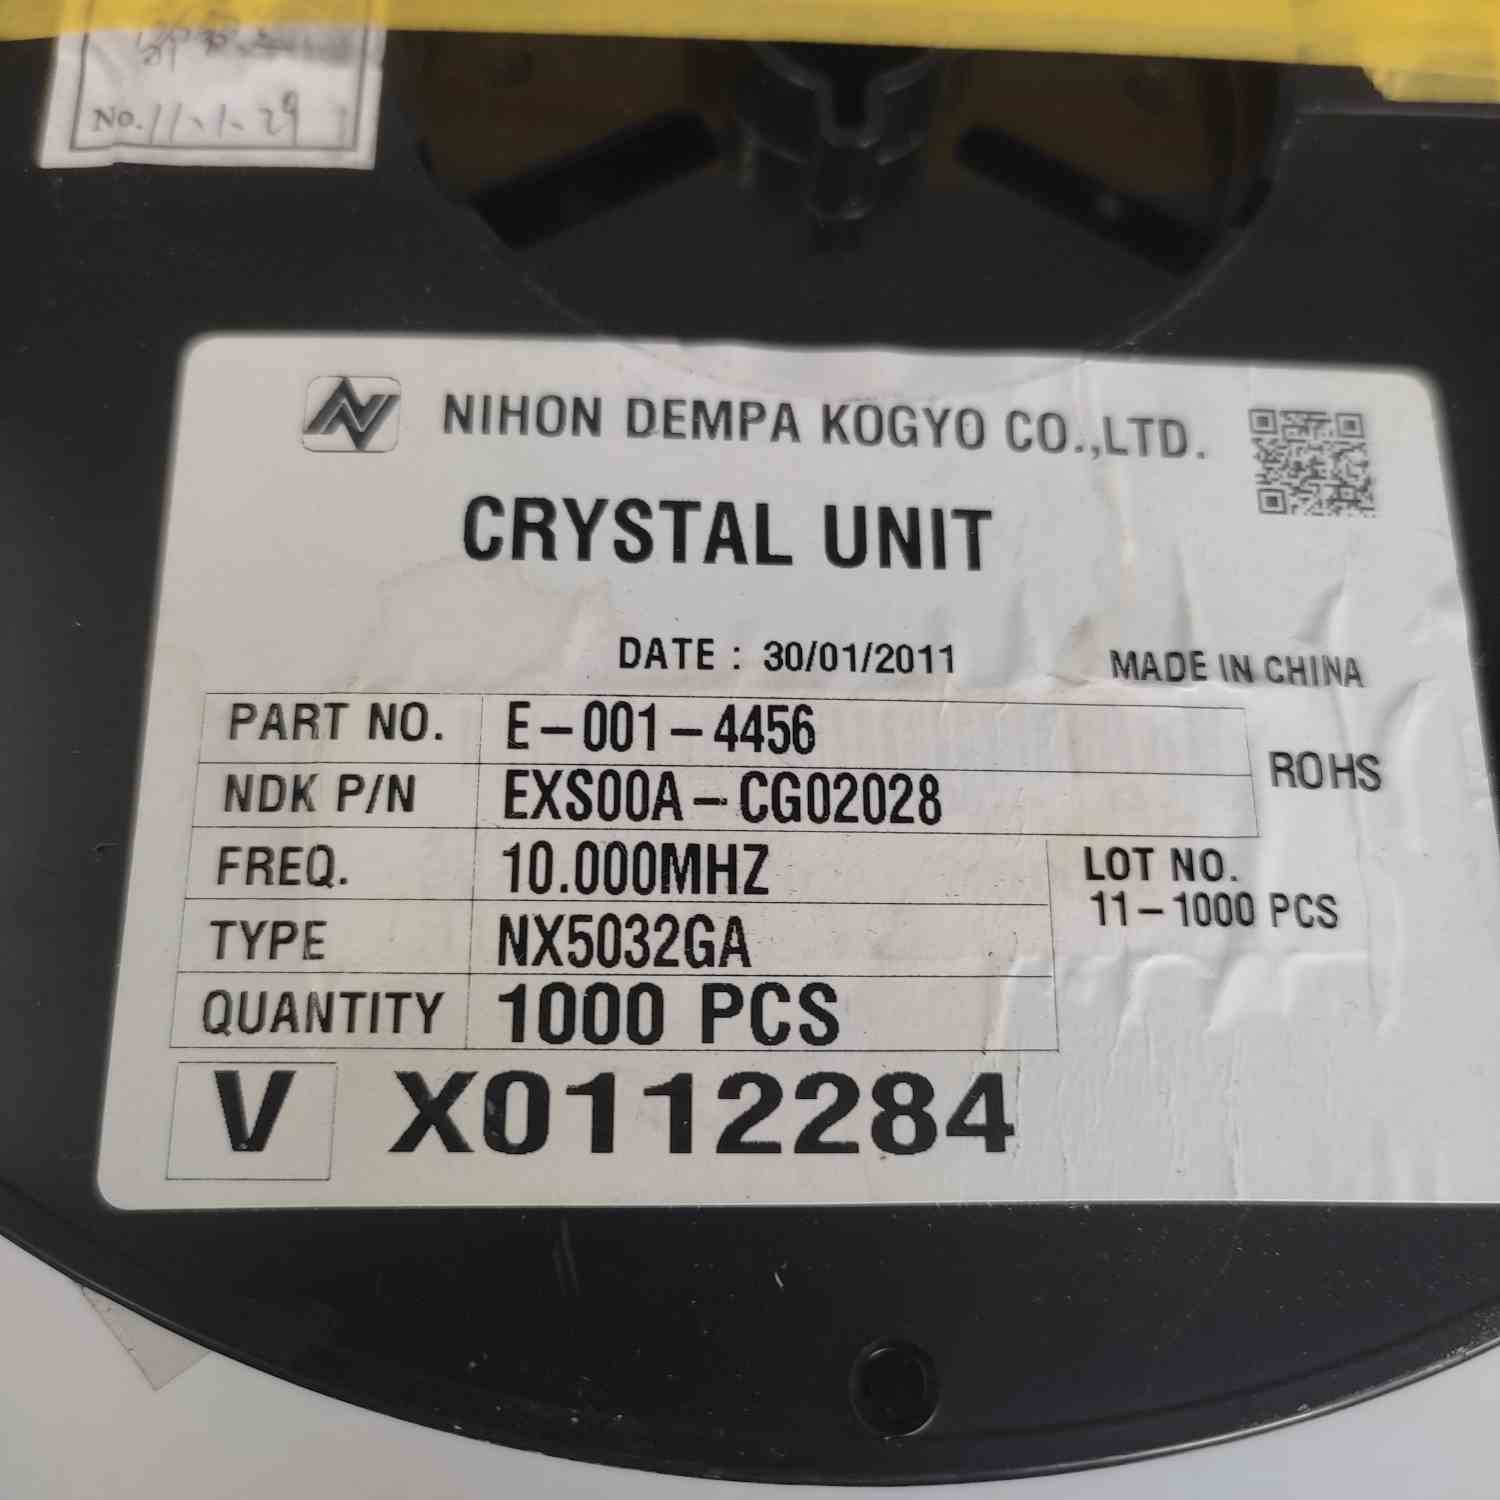 No. 11.1.29
NIHON DEMPA KOGYO CO.,LTD.
CRYSTAL UNIT
DATE : 30/01/2011
MADE IN CHINA
PART NO. E-001-4456
NDK P/N EXS00A-CG02028
ROHS
FREQ. 10.000MHZ
LOT NO.
11-1000 PCS
TYPE NX5032GA
QUANTITY 1000 PCS
V X0112284